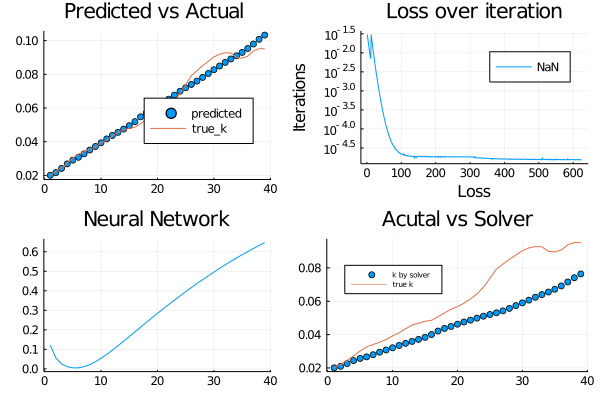 Predicted vs Actual
0.10
0.08
0.06
0.04
0.02
predicted
true_k
0 10 20 30 40
Loss over iteration
Iterations
10^-1.5
10^-2.0
10^-2.5
10^-3.0
10^-3.5
10^-4.0
10^-4.5
NaN
0 100 200 300 400 500 600
Loss
Neural Network
0.6
0.5
0.4
0.3
0.2
0.1
0.0
0 10 20 30 40
Acutal vs Solver
0.08
0.06
0.04
0.02
k by solver
true k
0 10 20 30 40